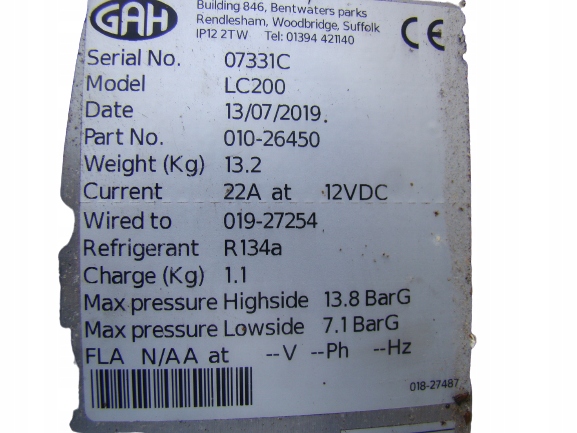 GAH
Building 846, Bentwaters parks
Rendlesham, Woodbridge, Suffolk
IP12 2TW Tel: 01394 421140
CE
Serial No. 07331C
Model LC200
Date 13/07/2019.
Part No. 010-26450
Weight (Kg) 13.2
Current 22A at 12VDC
Wired to 019-27254
Refrigerant R134a
Charge (Kg) 1.1
Max pressure Highside 13.8 BarG
Max pressure Lowside 7.1 BarG
FLA N/A A at --V --Ph --Hz
018-27487